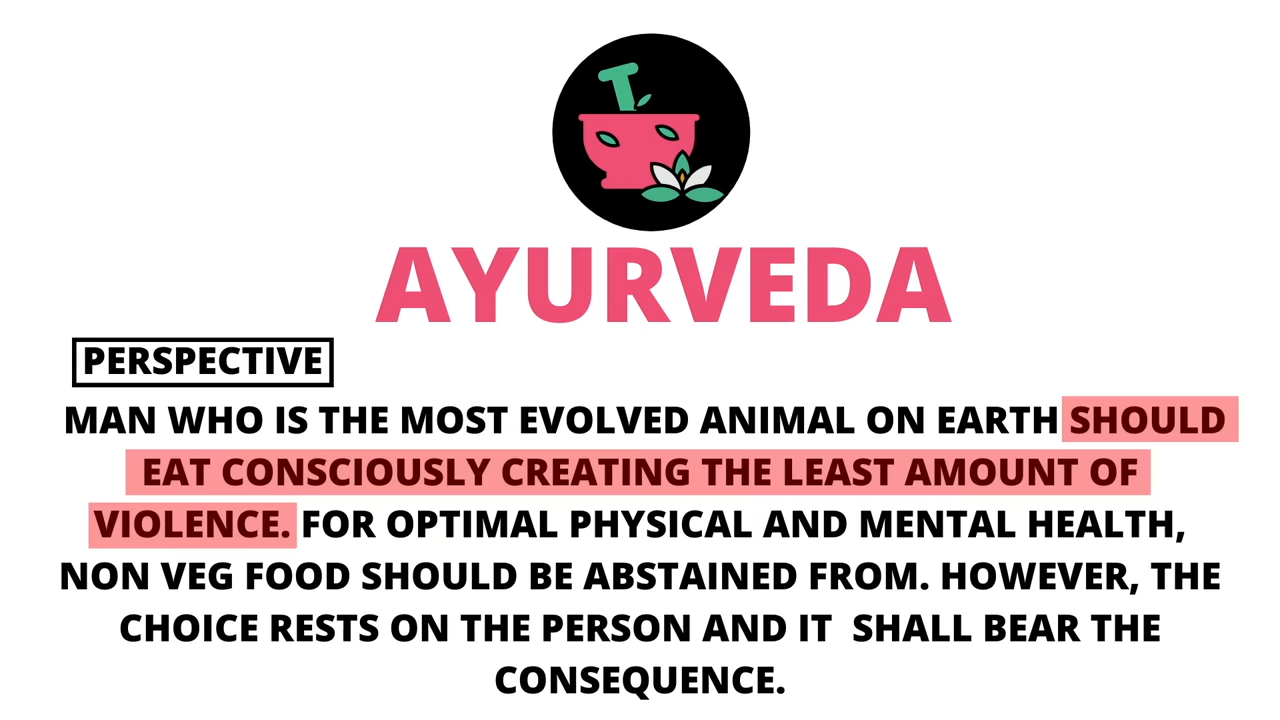 AYURVEDA
PERSPECTIVE
MAN WHO IS THE MOST EVOLVED ANIMAL ON EARTH SHOULD
EAT CONSCIOUSLY CREATING THE LEAST AMOUNT OF
VIOLENCE. FOR OPTIMAL PHYSICAL AND MENTAL HEALTH,
NON VEG FOOD SHOULD BE ABSTAINED FROM. HOWEVER, THE
CHOICE RESTS ON THE PERSON AND IT SHALL BEAR THE
CONSEQUENCE.